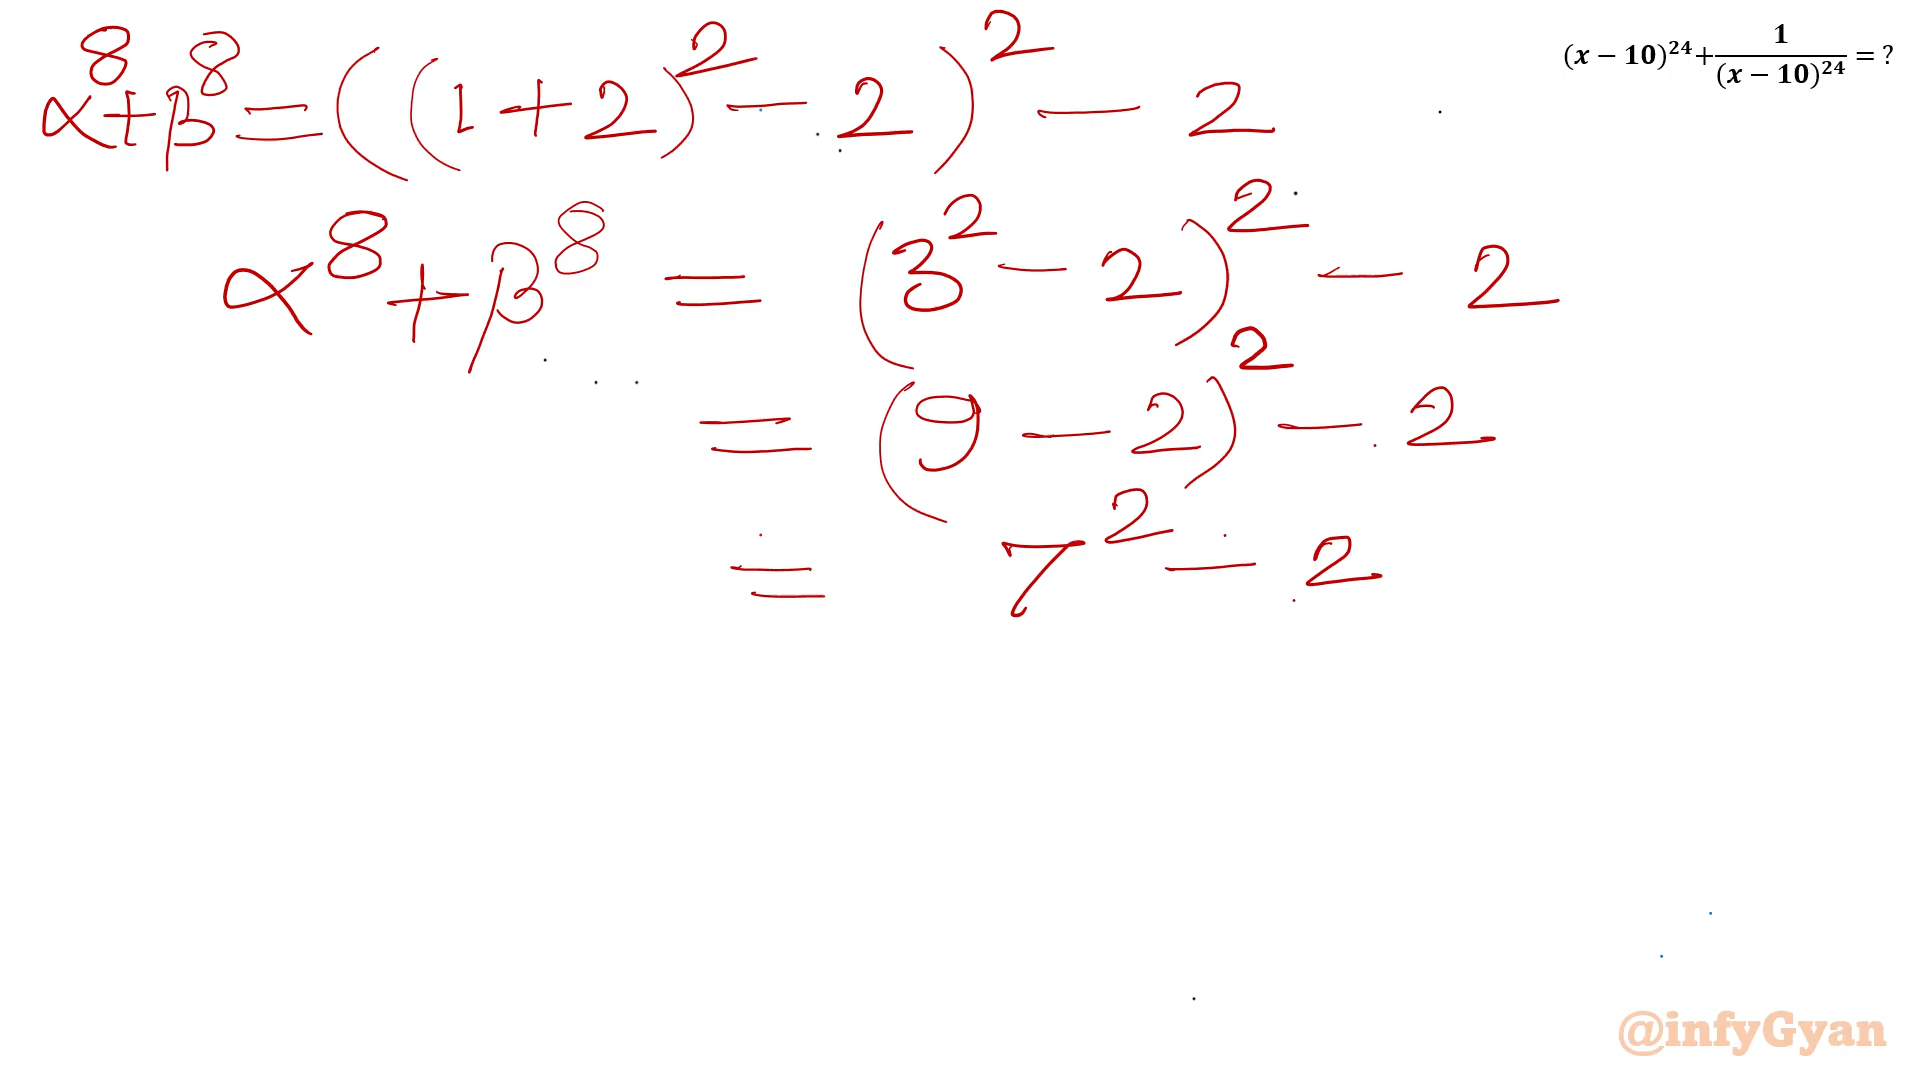 (x − 10)²⁴ + 1/(x − 10)²⁴ = ?
α⁸ + β⁸ = ((1 + 2)² − 2)² − 2
α⁸ + β⁸ = (3² − 2)² − 2
= (9 − 2)² − 2
= 7² − 2
@infyGyan